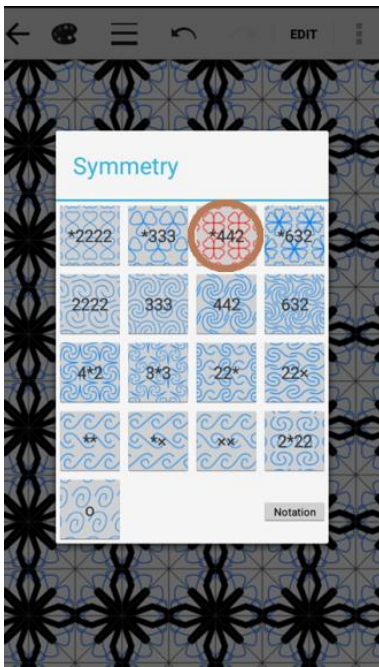 EDIT
Symmetry
*2222 *333 *442 *632
2222 333 442 632
4*2 3*3 22* 22×
** *× ×× 2*22
o
Notation